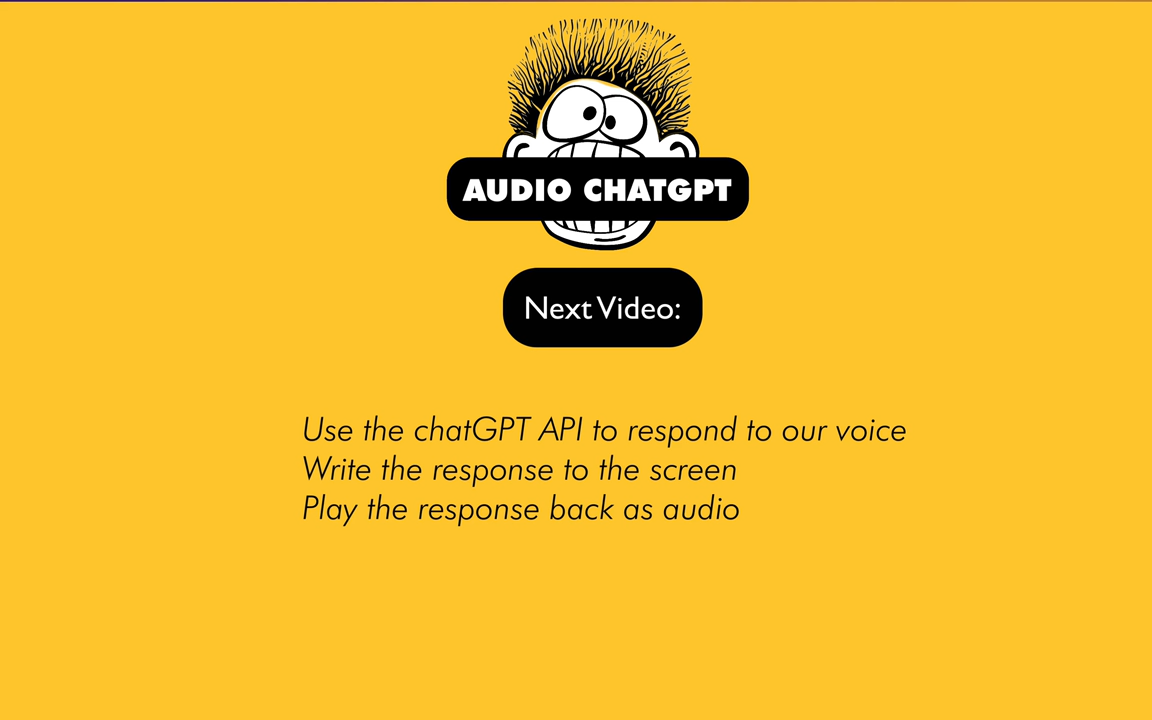 AUDIO CHATGPT
Next Video:
Use the chatGPT API to respond to our voice
Write the response to the screen
Play the response back as audio